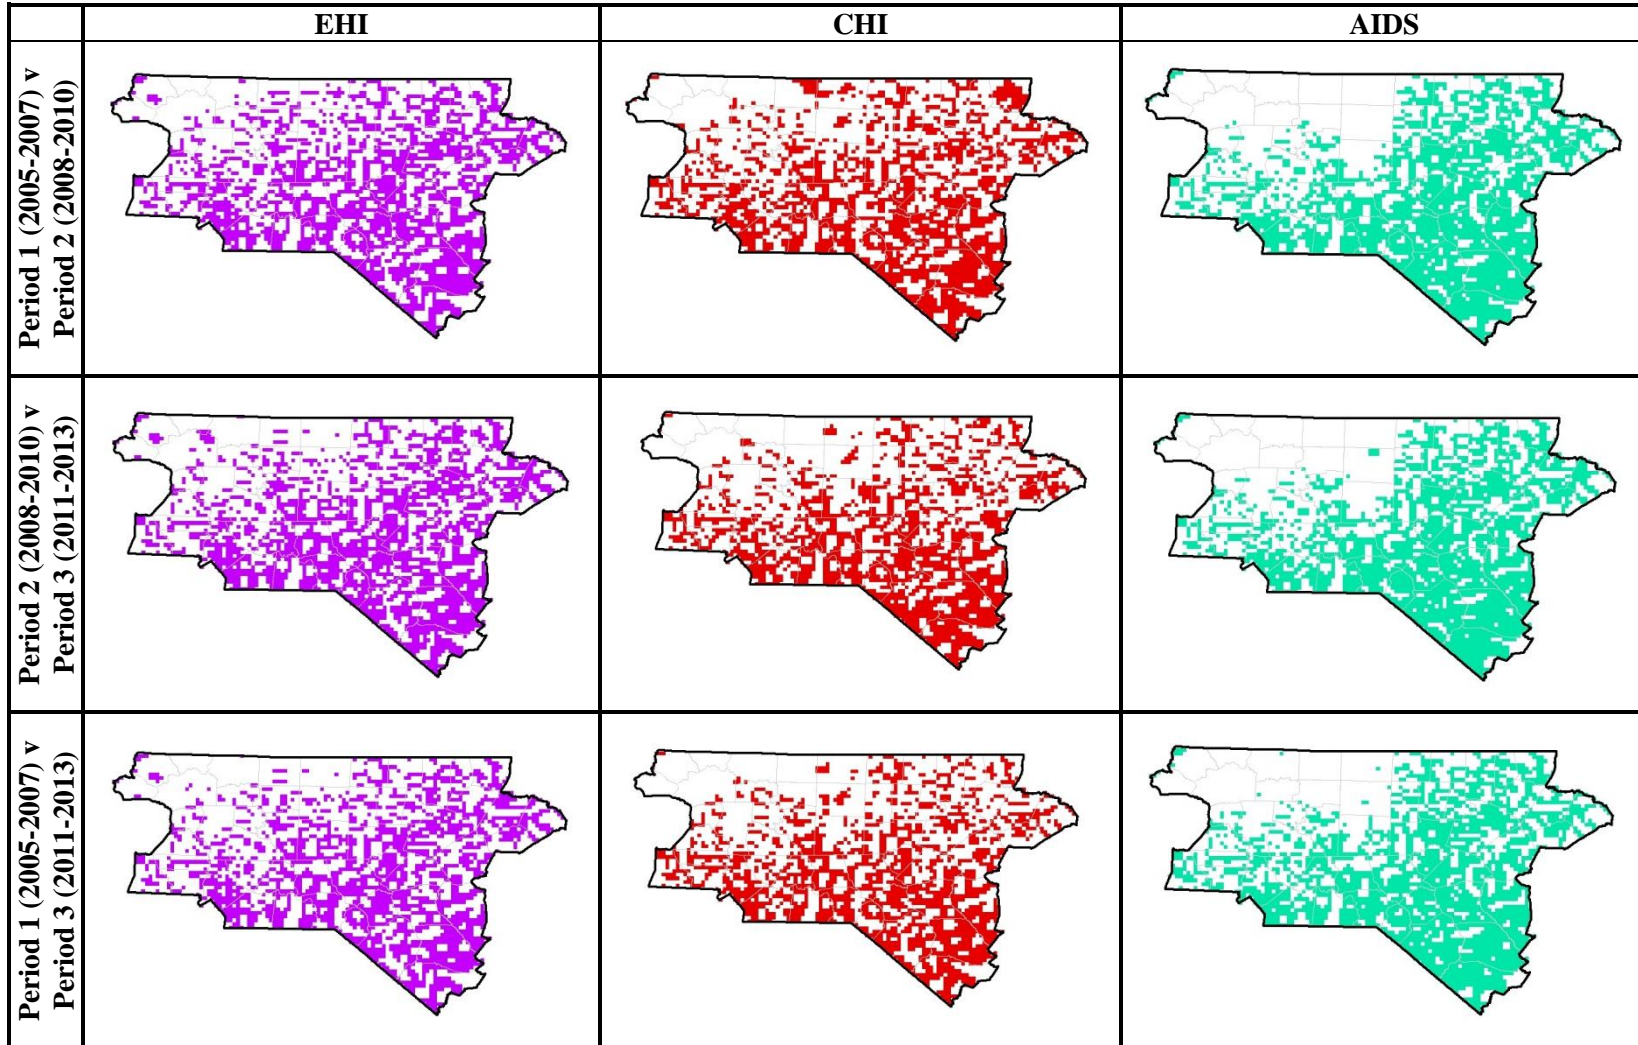 EHI
CHI
AIDS
Period 1 (2005-2007) v
Period 2 (2008-2010)
Period 2 (2008-2010) v
Period 3 (2011-2013)
Period 1 (2005-2007) v
Period 3 (2011-2013)